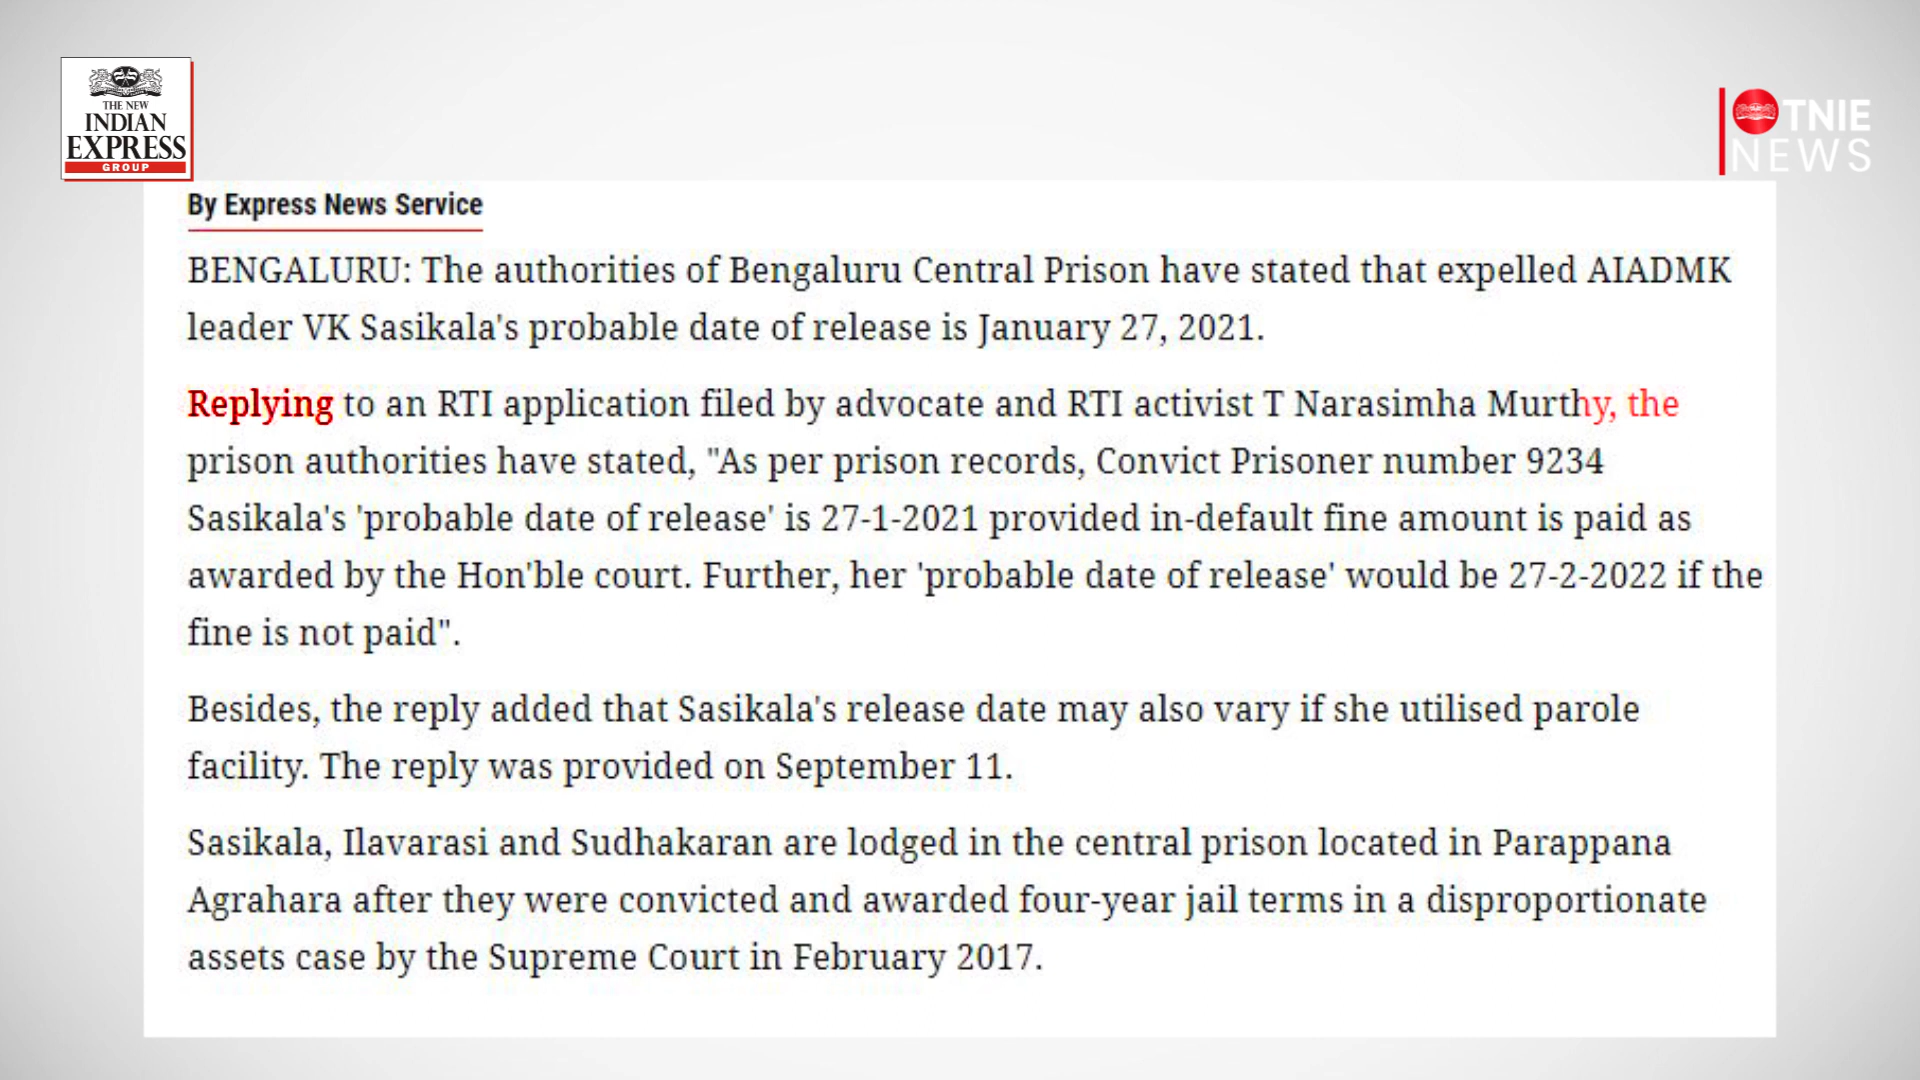 THE NEW
INDIAN
EXPRESS
GROUP
TNIE
NEWS
By Express News Service
BENGALURU: The authorities of Bengaluru Central Prison have stated that expelled AIADMK
leader VK Sasikala's probable date of release is January 27, 2021.
Replying to an RTI application filed by advocate and RTI activist T Narasimha Murthy, the
prison authorities have stated, "As per prison records, Convict Prisoner number 9234
Sasikala's 'probable date of release' is 27-1-2021 provided in-default fine amount is paid as
awarded by the Hon'ble court. Further, her 'probable date of release' would be 27-2-2022 if the
fine is not paid".
Besides, the reply added that Sasikala's release date may also vary if she utilised parole
facility. The reply was provided on September 11.
Sasikala, Ilavarasi and Sudhakaran are lodged in the central prison located in Parappana
Agrahara after they were convicted and awarded four-year jail terms in a disproportionate
assets case by the Supreme Court in February 2017.